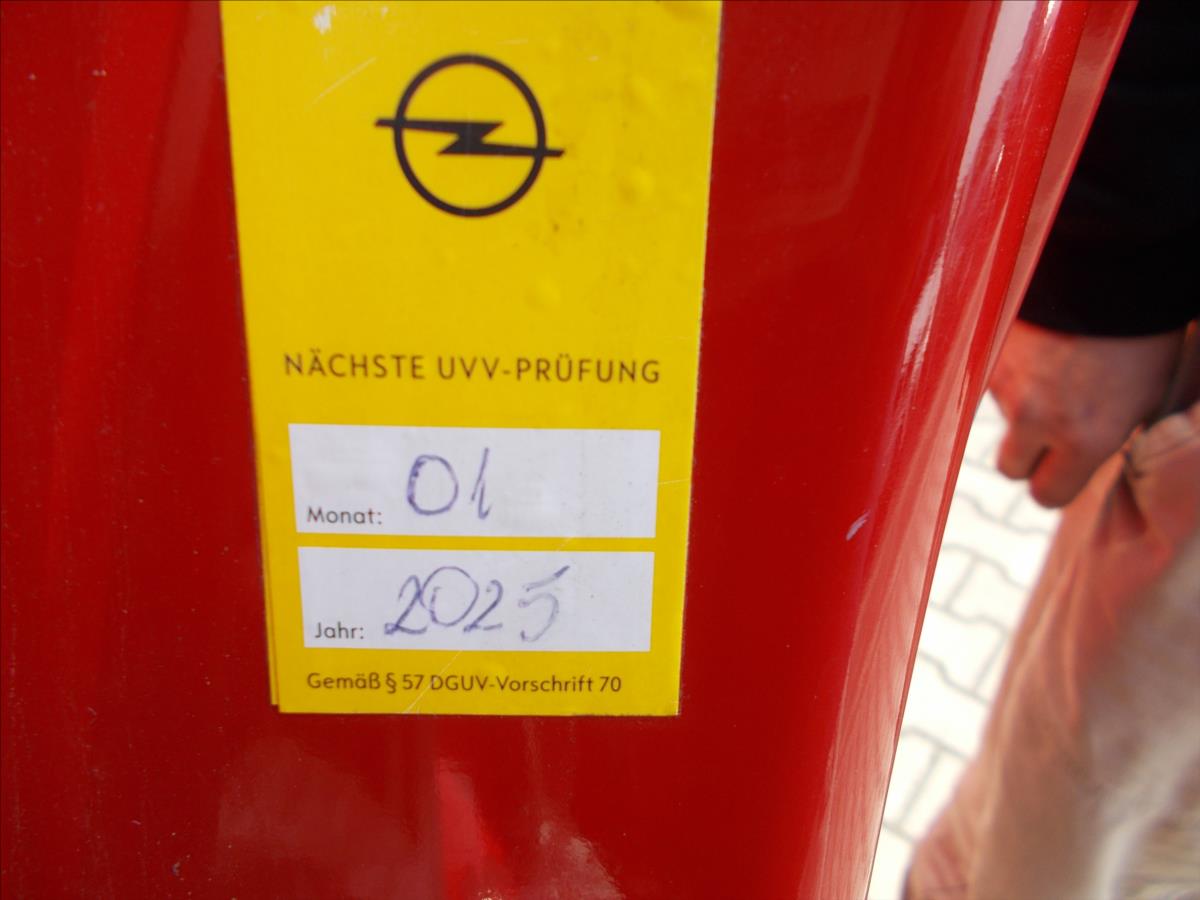 NÄCHSTE UVV-PRÜFUNG
Monat: 01
Jahr: 2025
Gemäß § 57 DGUV-Vorschrift 70